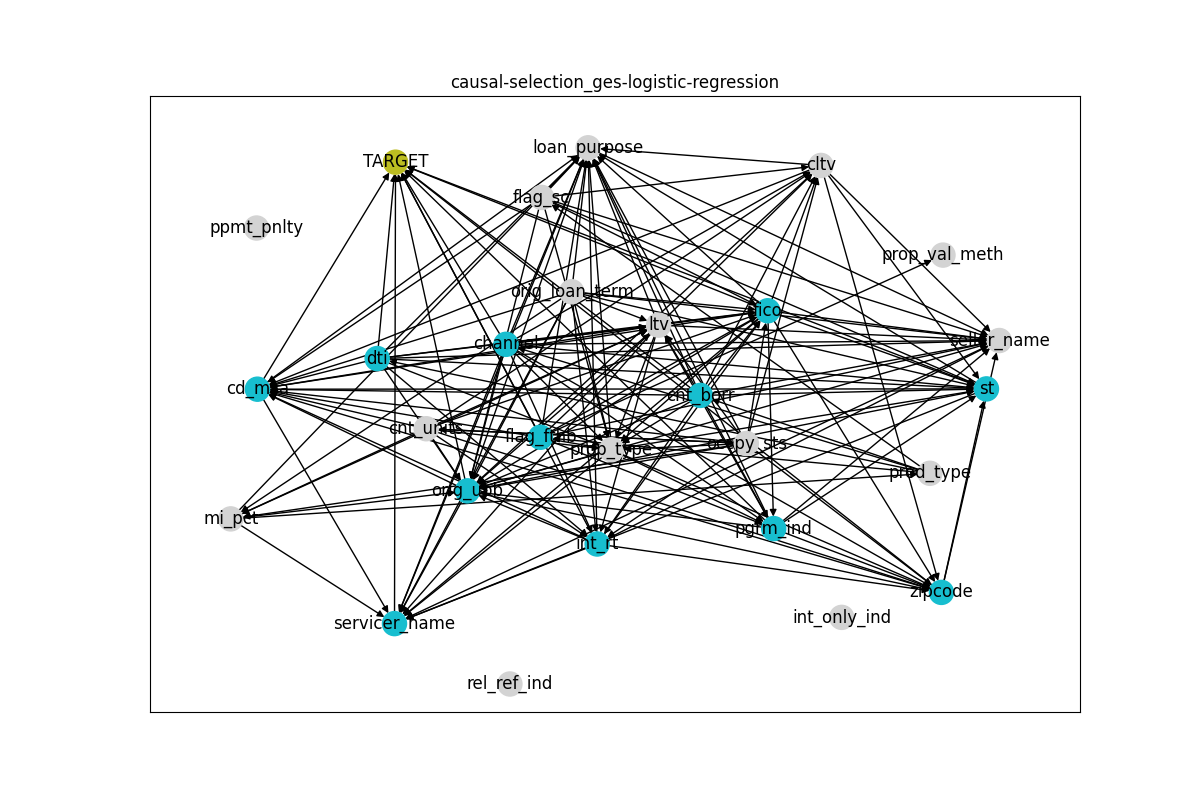 causal-selection_ges-logistic-regression
loan_purpose
TARGET
cltv
flag_sc
ppmt_pnlty
prop_val_meth
orig_loan_term
fico
ltv
seller_name
channel
dti
cd_msa
st
cnt_borr
cnt_units
flag_fthb
occpy_sts
prop_type
prod_type
orig_upb
mi_pct
pgrm_ind
int_rt
zipcode
int_only_ind
servicer_name
rel_ref_ind